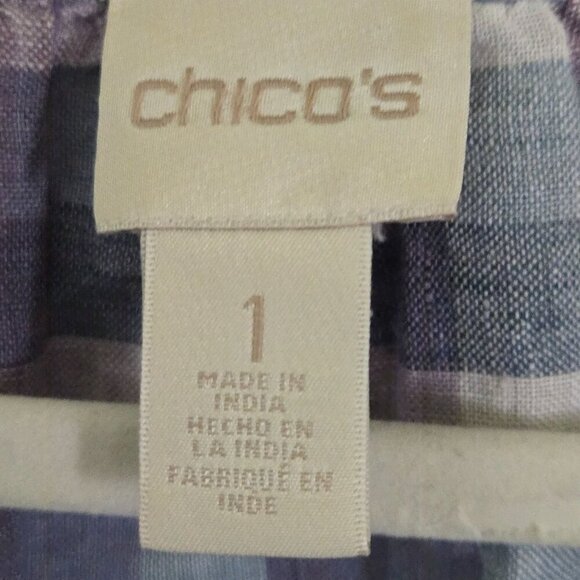 chico's
1
MADE IN
INDIA
HECHO EN
LA INDIA
FABRIQUÉ EN
INDE